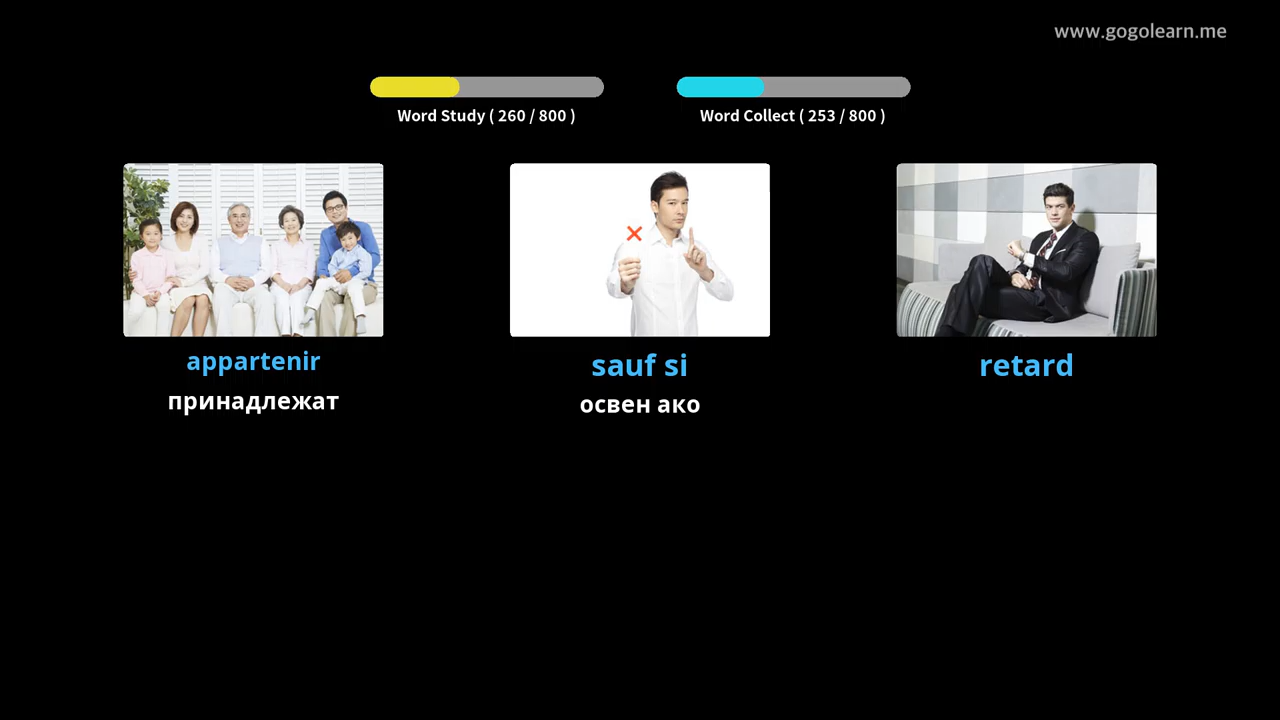 www.gogolearn.me
Word Study ( 260 / 800 )
Word Collect ( 253 / 800 )
appartenir
принадлежат
sauf si
освен ако
retard